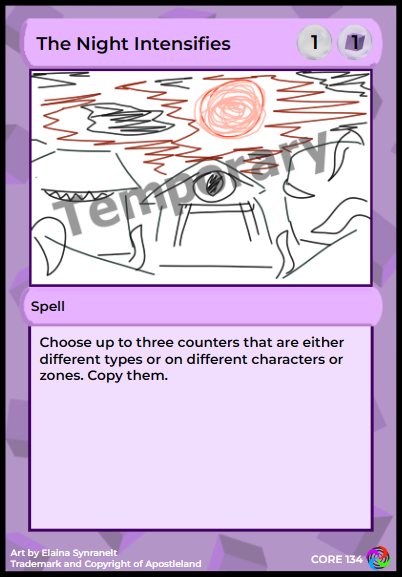 The Night Intensifies 1 1
Temporary
Spell
Choose up to three counters that are either
different types or on different characters or
zones. Copy them.
Art by Elaina Synranelt
Trademark and Copyright of Apostleland
CORE 134